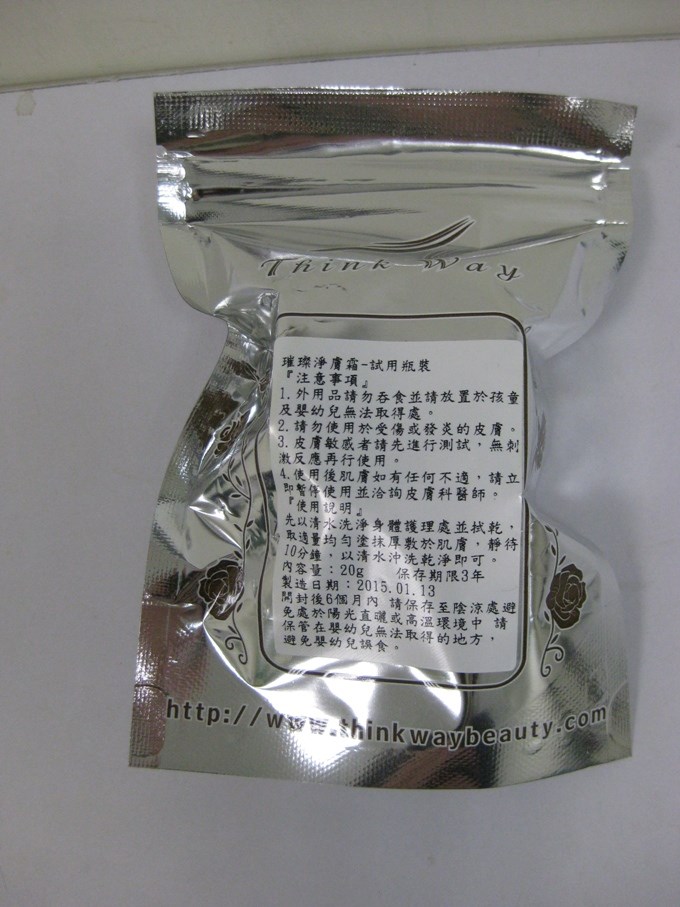 Think Way
璀璨淨膚霜-試用瓶裝
『注意事項』
1.外用品請勿吞食並請放置於孩童
及嬰幼兒無法取得處。
2.請勿使用於受傷或發炎的皮膚。
3.皮膚敏感者請先進行測試，無刺
激反應再行使用。
4.使用後肌膚如有任何不適，請立
即暫停使用並洽詢皮膚科醫師。
『使用說明』
先以清水洗淨身體護理處並拭乾，
取適量均勻塗抹厚敷於肌膚，靜待
10分鐘，以清水沖洗乾淨即可。
內容量：20g 保存期限3年
製造日期：2015.01.13
開封後6個月內 請保存至陰涼處避
免處於陽光直曬或高溫環境中 請
保管在嬰幼兒無法取得的地方，
避免嬰幼兒誤食。
http://www.thinkwaybeauty.com